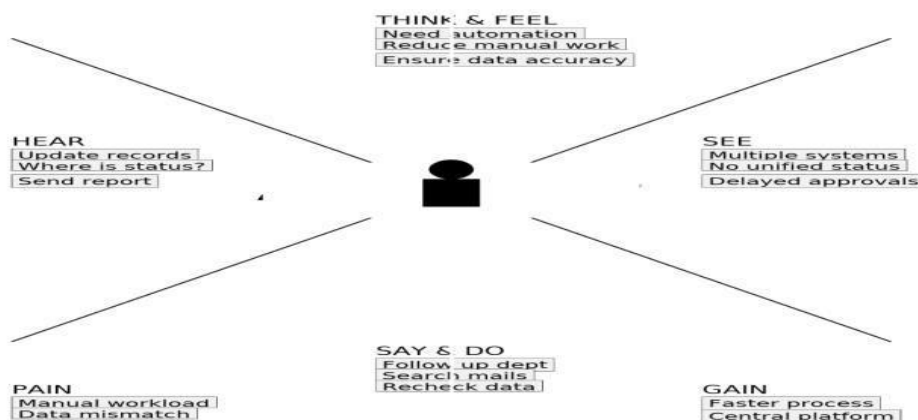 THINK & FEEL
Need automation
Reduce manual work
Ensure data accuracy
HEAR
Update records
Where is status?
Send report
SEE
Multiple systems
No unified status
Delayed approvals
SAY & DO
Follow up dept
Search mails
Recheck data
PAIN
Manual workload
Data mismatch
GAIN
Faster process
Central platform